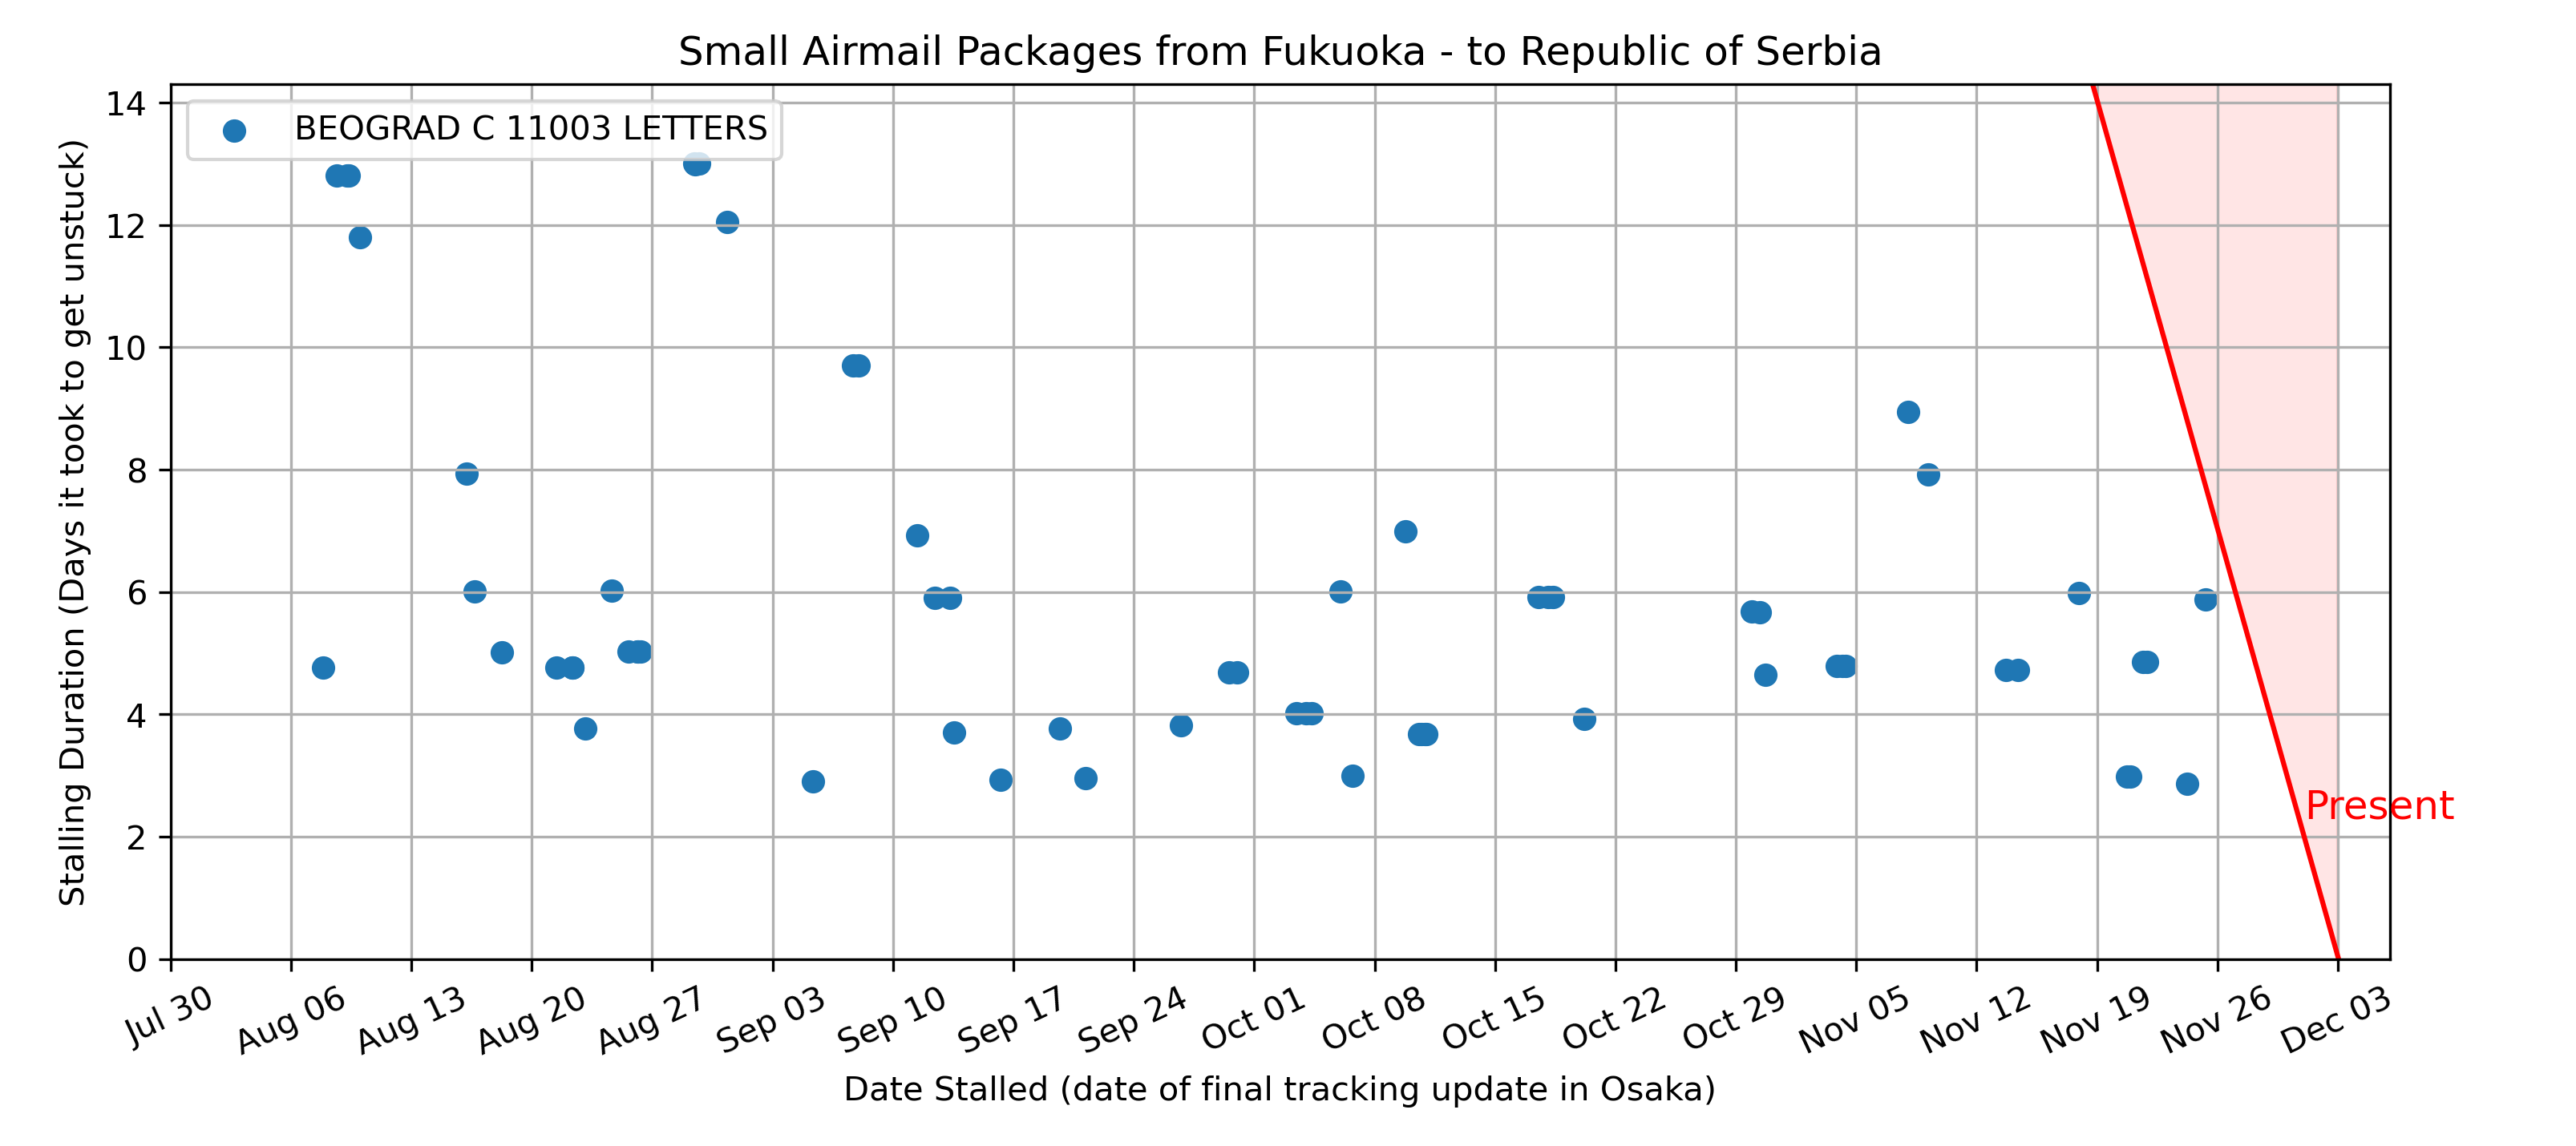 Small Airmail Packages from Fukuoka - to Republic of Serbia
BEOGRAD C 11003 LETTERS
Stalling Duration (Days it took to get unstuck)
14
12
10
8
6
4
2
0
Present
Jul 30
Aug 06
Aug 13
Aug 20
Aug 27
Sep 03
Sep 10
Sep 17
Sep 24
Oct 01
Oct 08
Oct 15
Oct 22
Oct 29
Nov 05
Nov 12
Nov 19
Nov 26
Dec 03
Date Stalled (date of final tracking update in Osaka)